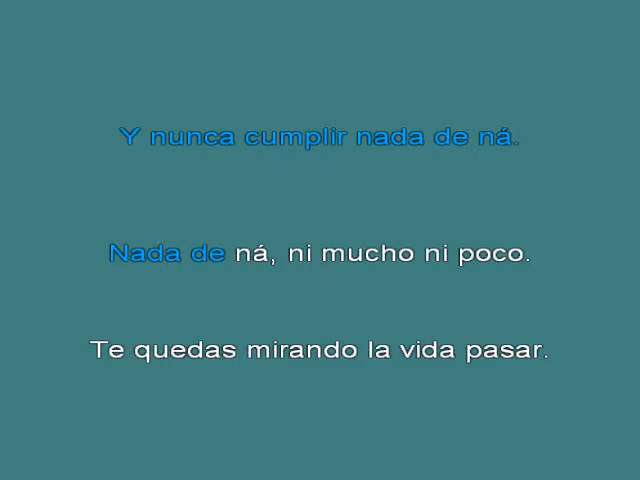 Y nunca cumplir nada de ná.
Nada de ná, ni mucho ni poco.
Te quedas mirando la vida pasar.